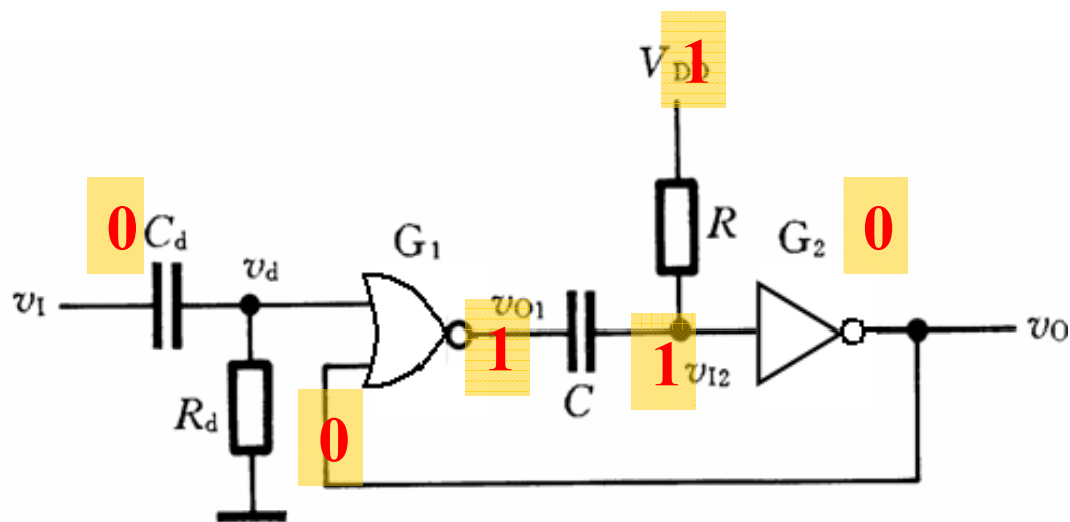 V_DD 1
0 C_d
R
G_2 0
G_1
v_d
v_I
v_O1
1
1 v_I2
v_O
C
R_d
0